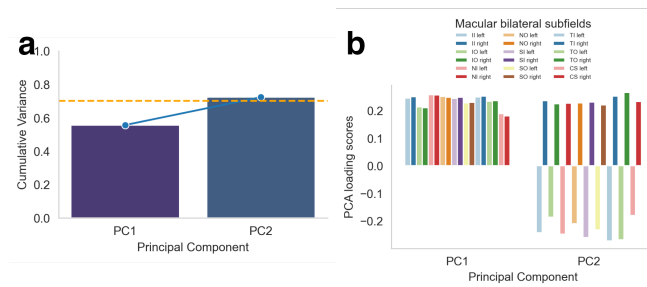 a
1.0
0.8
0.6
0.4
0.2
0.0
Cumulative Variance
PC1
PC2
Principal Component
b
Macular bilateral subfields
II left
NO left
TI left
II right
NO right
TI right
IO left
SI left
TO left
IO right
SI right
TO right
NI left
SO left
CS left
NI right
SO right
CS right
0.2
0.1
0.0
−0.1
−0.2
PCA loading scores
PC1
PC2
Principal Component